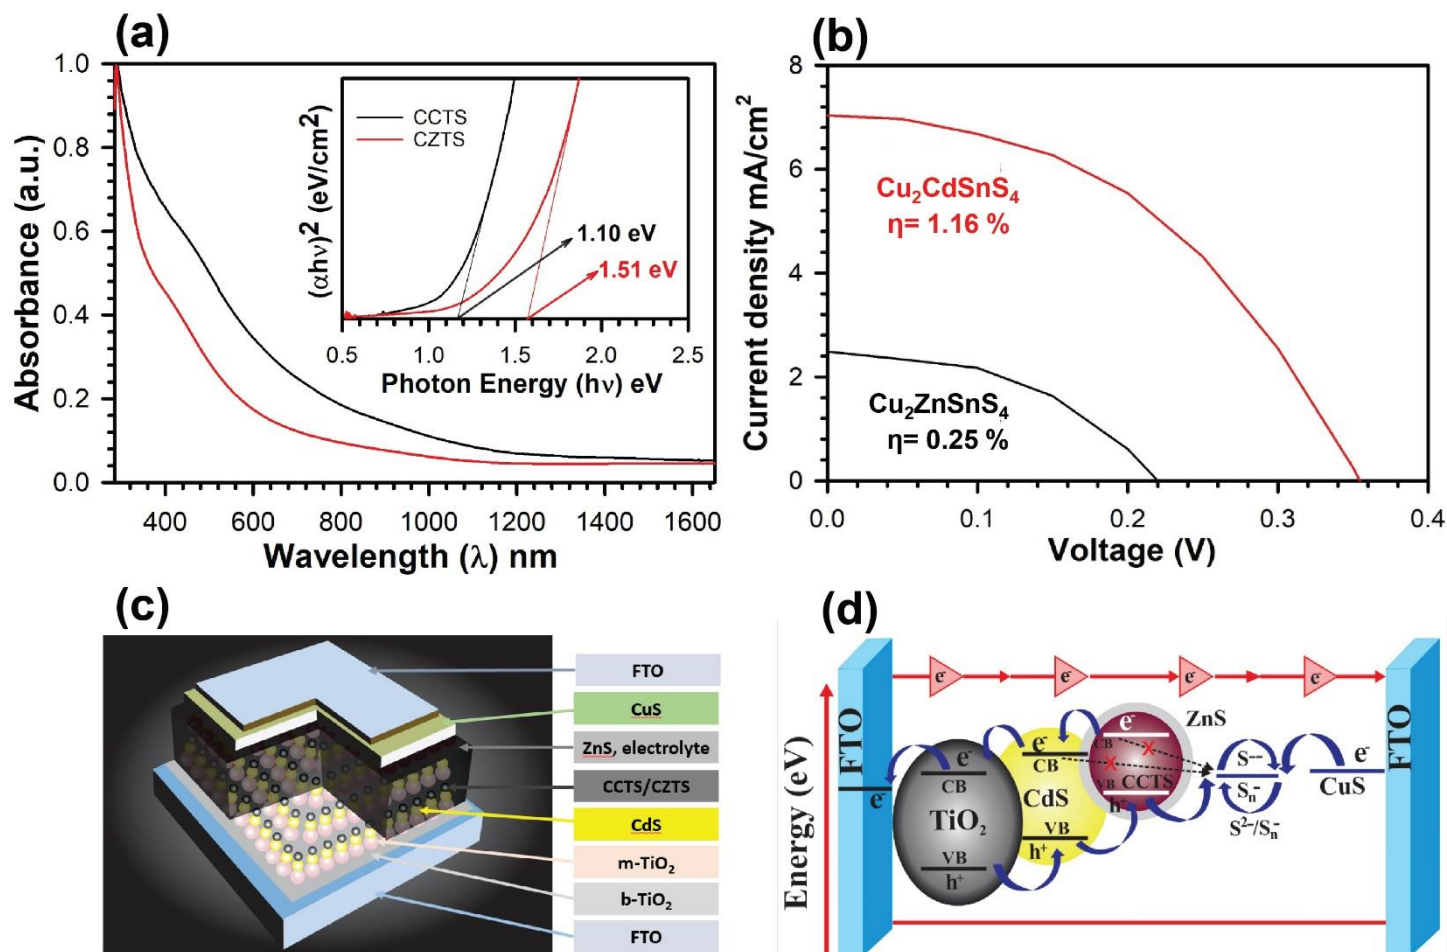 (a)
1.0
0.8
0.6
0.4
0.2
0.0
Absorbance (a.u.)
400 600 800 1000 1200 1400 1600
Wavelength (λ) nm
CCTS
CZTS
(αhν)² (eV/cm²)
1.10 eV
1.51 eV
0.5 1.0 1.5 2.0 2.5
Photon Energy (hν) eV
(b)
8
6
4
2
0
Current density mA/cm²
Cu₂CdSnS₄
η= 1.16 %
Cu₂ZnSnS₄
η= 0.25 %
0.0 0.1 0.2 0.3 0.4
Voltage (V)
(c)
FTO
CuS
ZnS, electrolyte
CCTS/CZTS
CdS
m-TiO₂
b-TiO₂
FTO
(d)
Energy (eV)
FTO
e⁻ e⁻ e⁻ e⁻
FTO
e⁻
e⁻
CB
TiO₂
VB
h⁺
e⁻
CB
CdS
VB
h⁺
e⁻
CB
X
X
VB
CCTS
h⁺
ZnS
S⁻⁻
Sₙ⁻
S²⁻/Sₙ⁻
e⁻
CuS